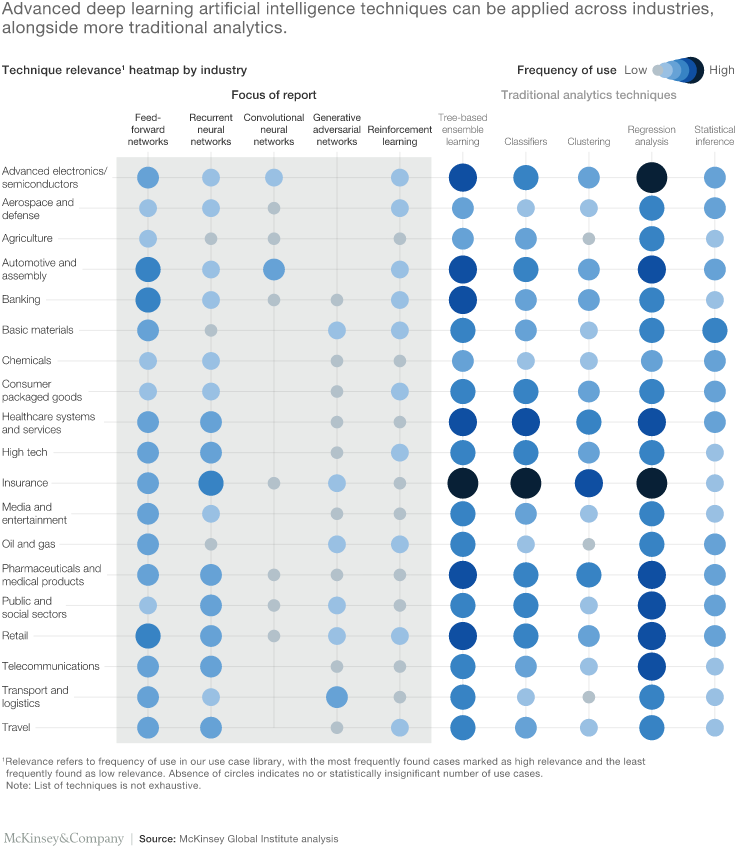 Advanced deep learning artificial intelligence techniques can be applied across industries,
alongside more traditional analytics.
Technique relevance¹ heatmap by industry
Frequency of use Low High
Focus of report
Traditional analytics techniques
Feed-
forward
networks
Recurrent
neural
networks
Convolutional
neural
networks
Generative
adversarial
networks
Reinforcement
learning
Tree-based
ensemble
learning
Classifiers
Clustering
Regression
analysis
Statistical
inference
Advanced electronics/
semiconductors
Aerospace and
defense
Agriculture
Automotive and
assembly
Banking
Basic materials
Chemicals
Consumer
packaged goods
Healthcare systems
and services
High tech
Insurance
Media and
entertainment
Oil and gas
Pharmaceuticals and
medical products
Public and
social sectors
Retail
Telecommunications
Transport and
logistics
Travel
¹Relevance refers to frequency of use in our use case library, with the most frequently found cases marked as high relevance and the least
frequently found as low relevance. Absence of circles indicates no or statistically insignificant number of use cases.
Note: List of techniques is not exhaustive.
McKinsey&Company | Source: McKinsey Global Institute analysis